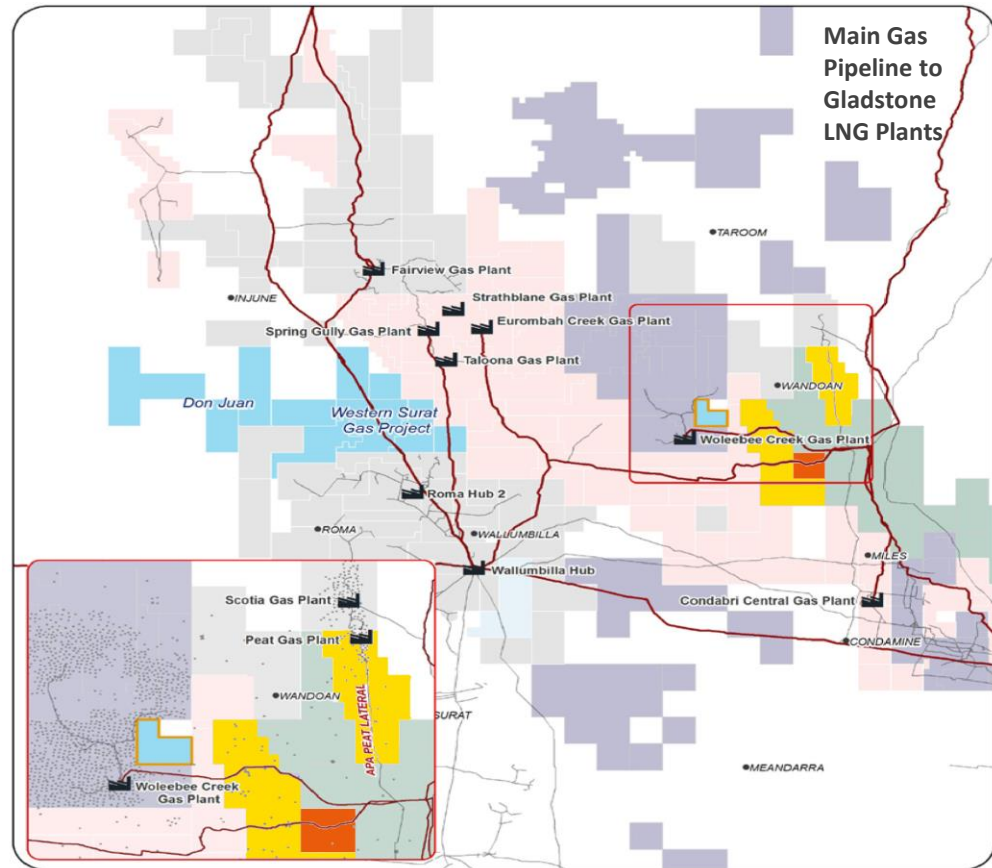 Main Gas
Pipeline to
Gladstone
LNG Plants
TAROOM
Fairview Gas Plant
INJUNE
Strathblane Gas Plant
Eurombah Creek Gas Plant
Spring Gully Gas Plant
Taloona Gas Plant
WANDOAN
Don Juan
Western Surat
Gas Project
Woleebee Creek Gas Plant
Roma Hub 2
ROMA
WALLUMBILLA
MILES
Wallumbilla Hub
Condabri Central Gas Plant
CONDAMINE
SURAT
MEANDARRA
Scotia Gas Plant
Peat Gas Plant
WANDOAN
APA PEAT LATERAL
Woleebee Creek
Gas Plant